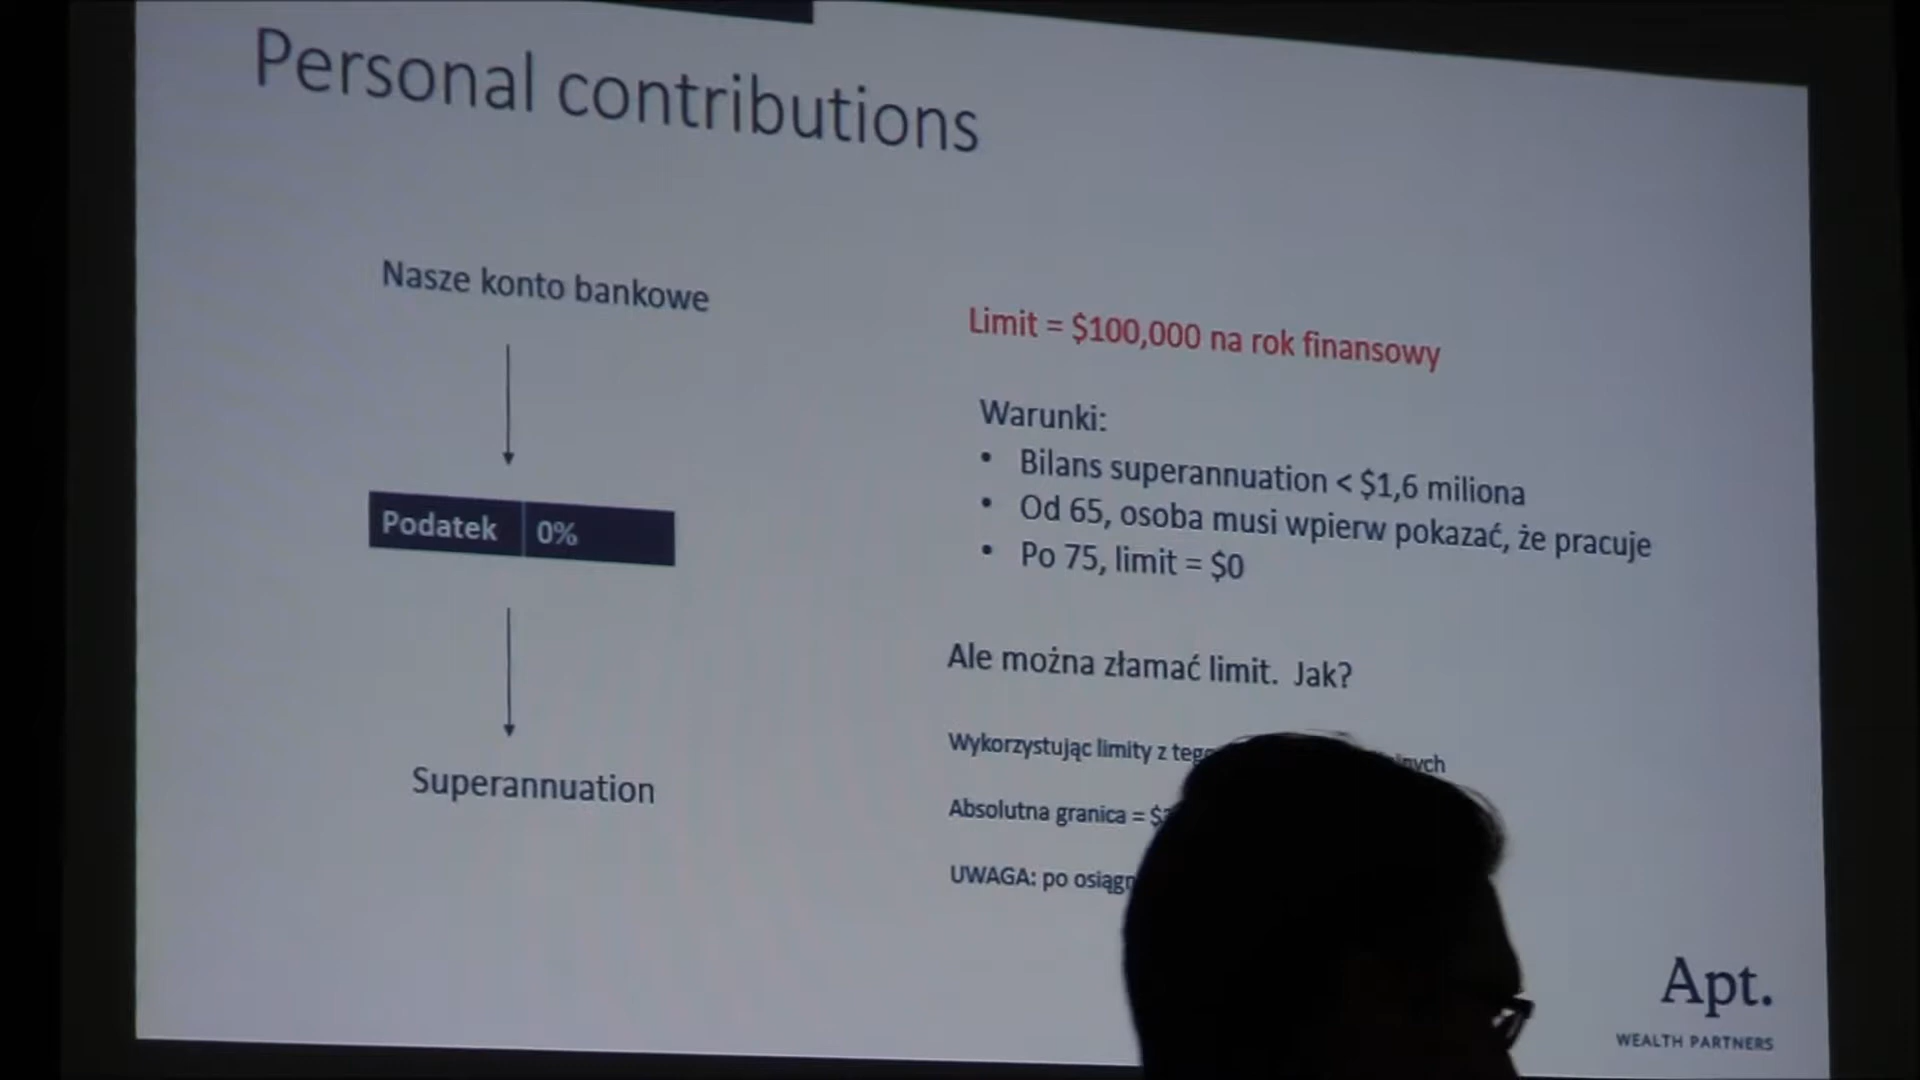 Personal contributions
Nasze konto bankowe
Podatek 0%
Superannuation
Limit = $100,000 na rok finansowy
Warunki:
• Bilans superannuation < $1,6 miliona
• Od 65, osoba musi wpierw pokazać, że pracuje
• Po 75, limit = $0
Ale można złamać limit. Jak?
Wykorzystując limity z
Absolutna granica =
UWAGA: po
Apt.
WEALTH PARTNERS